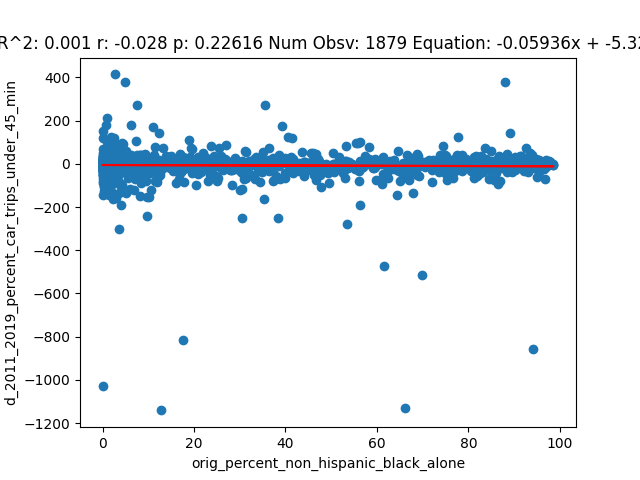 R^2: 0.001 r: -0.028 p: 0.22616 Num Obsv: 1879 Equation: -0.05936x + -5.32
d_2011_2019_percent_car_trips_under_45_min
400
200
0
−200
−400
−600
−800
−1000
−1200
0 20 40 60 80 100
orig_percent_non_hispanic_black_alone